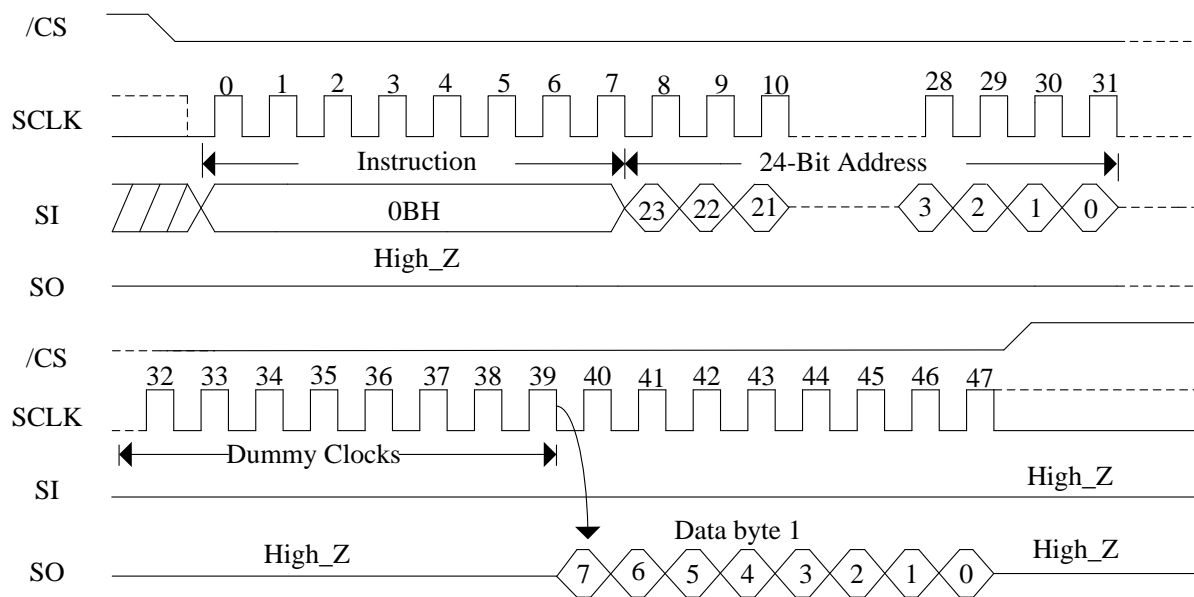 /CS
0 1 2 3 4 5 6 7 8 9 10 28 29 30 31
SCLK
Instruction 24-Bit Address
SI 0BH 23 22 21 3 2 1 0
High_Z
SO
/CS
32 33 34 35 36 37 38 39 40 41 42 43 44 45 46 47
SCLK
Dummy Clocks
SI High_Z
High_Z Data byte 1 High_Z
SO 7 6 5 4 3 2 1 0